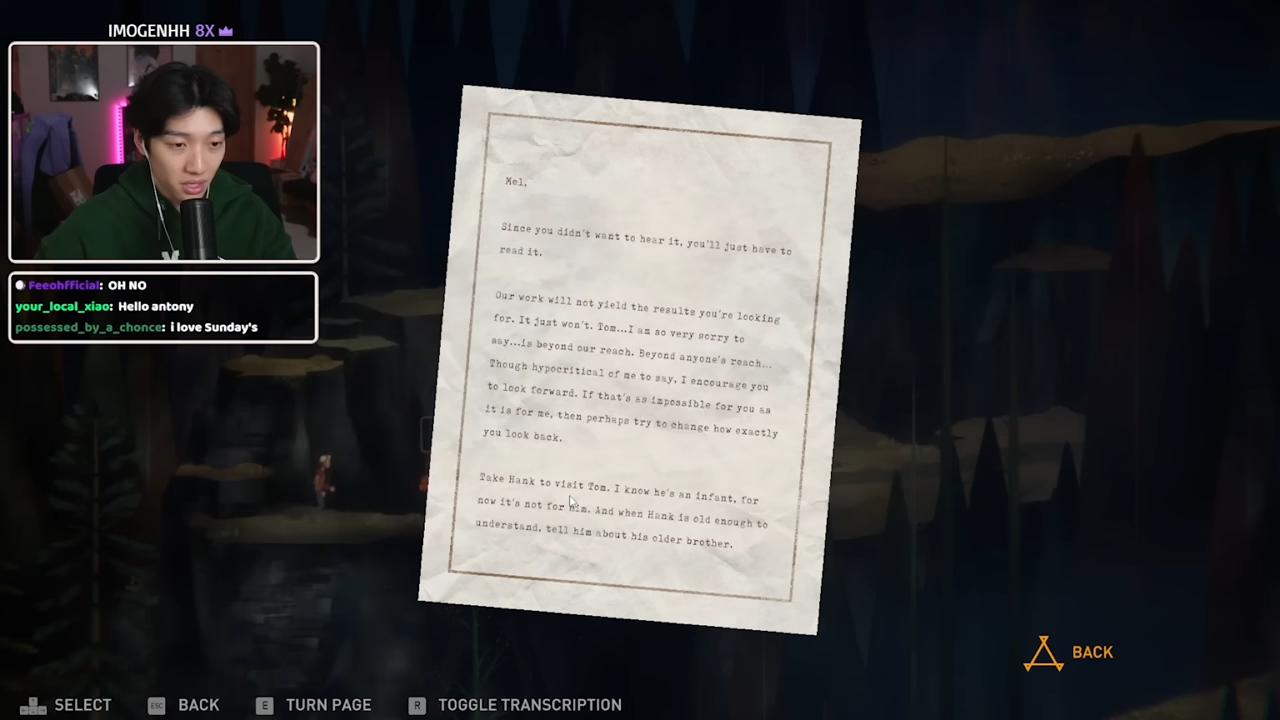 IMOGENHH 8X
Feeohfficial: OH NO
your_local_xiao: Hello antony
possessed_by_a_chonce: i love Sunday's
Mel,
Since you didn't want to hear it, you'll just have to
read it.
Our work will not yield the results you're looking
for. It just won't. Tom...I am so very sorry to
say...is beyond our reach. Beyond anyone's reach...
Though hypocritical of me to say, I encourage you
to look forward. If that's as impossible for you as
it is for me, then perhaps try to change how exactly
you look back.
Take Hank to visit Tom. I know he's an infant, for
now it's not for him. And when Hank is old enough to
understand, tell him about his older brother.
BACK
SELECT
ESC BACK
E TURN PAGE
R TOGGLE TRANSCRIPTION